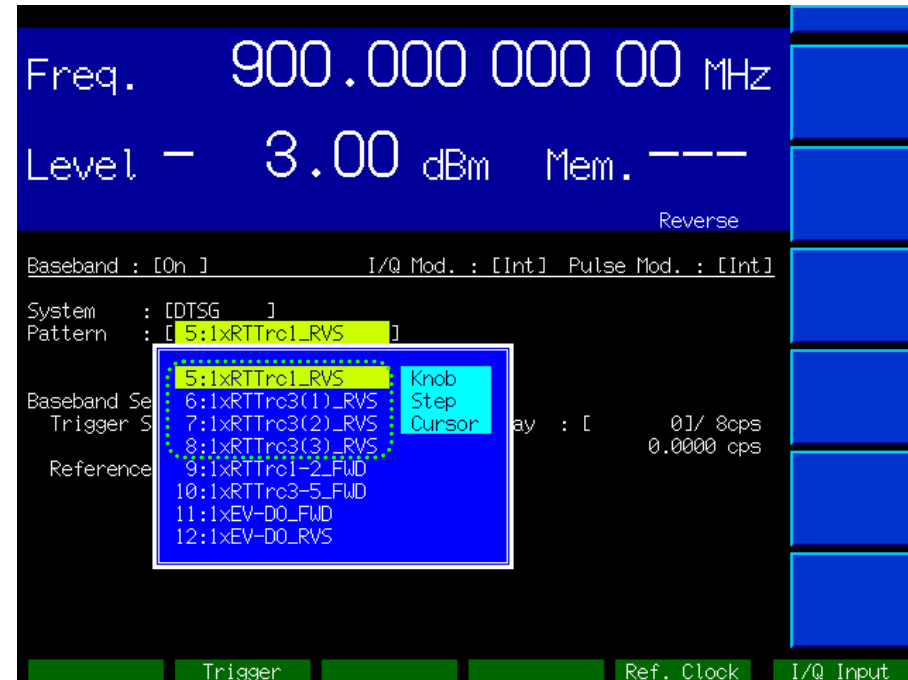 Freq. 900.000 000 00 MHz
Level - 3.00 dBm Mem. ---
Reverse
Baseband : [On ] I/Q Mod. : [Int] Pulse Mod. : [Int]
System : [DTSG ]
Pattern : [ 5:1xRTTrc1_RVS ]
5:1xRTTrc1_RVS Knob
Baseband Se 6:1xRTTrc3(1)_RVS Step
Trigger S 7:1xRTTrc3(2)_RVS Cursor ay : [ 0]/ 8cps
8:1xRTTrc3(3)_RVS 0.0000 cps
Reference 9:1xRTTrc1-2_FWD
10:1xRTTrc3-5_FWD
11:1xEV-DO_FWD
12:1xEV-DO_RVS
Trigger Ref. Clock I/Q Input